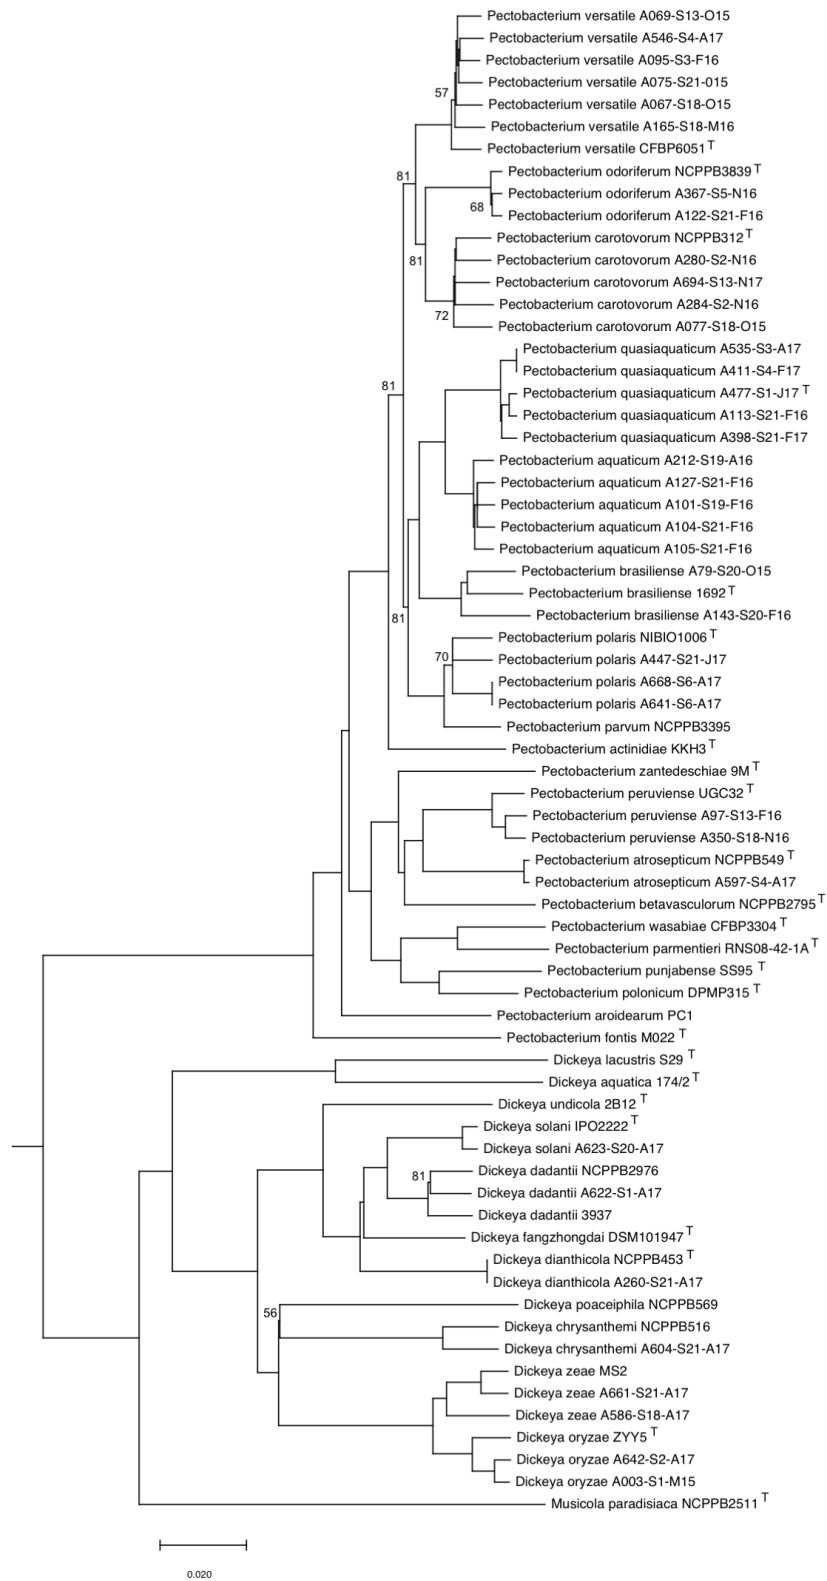 Pectobacterium versatile A069-S13-O15
Pectobacterium versatile A546-S4-A17
Pectobacterium versatile A095-S3-F16
Pectobacterium versatile A075-S21-015
57
Pectobacterium versatile A067-S18-O15
Pectobacterium versatile A165-S18-M16
Pectobacterium versatile CFBP6051 T
Pectobacterium odoriferum NCPPB3839 T
81
Pectobacterium odoriferum A367-S5-N16
68
Pectobacterium odoriferum A122-S21-F16
Pectobacterium carotovorum NCPPB312 T
Pectobacterium carotovorum A280-S2-N16
81
Pectobacterium carotovorum A694-S13-N17
Pectobacterium carotovorum A284-S2-N16
72
Pectobacterium carotovorum A077-S18-O15
Pectobacterium quasiaquaticum A535-S3-A17
Pectobacterium quasiaquaticum A411-S4-F17
81
Pectobacterium quasiaquaticum A477-S1-J17 T
Pectobacterium quasiaquaticum A113-S21-F16
Pectobacterium quasiaquaticum A398-S21-F17
Pectobacterium aquaticum A212-S19-A16
Pectobacterium aquaticum A127-S21-F16
Pectobacterium aquaticum A101-S19-F16
Pectobacterium aquaticum A104-S21-F16
Pectobacterium aquaticum A105-S21-F16
Pectobacterium brasiliense A79-S20-O15
Pectobacterium brasiliense 1692 T
Pectobacterium brasiliense A143-S20-F16
81
Pectobacterium polaris NIBIO1006 T
70
Pectobacterium polaris A447-S21-J17
Pectobacterium polaris A668-S6-A17
Pectobacterium polaris A641-S6-A17
Pectobacterium parvum NCPPB3395
Pectobacterium actinidiae KKH3 T
Pectobacterium zantedeschiae 9M T
Pectobacterium peruviense UGC32 T
Pectobacterium peruviense A97-S13-F16
Pectobacterium peruviense A350-S18-N16
Pectobacterium atrosepticum NCPPB549 T
Pectobacterium atrosepticum A597-S4-A17
Pectobacterium betavasculorum NCPPB2795 T
Pectobacterium wasabiae CFBP3304 T
Pectobacterium parmentieri RNS08-42-1A T
Pectobacterium punjabense SS95 T
Pectobacterium polonicum DPMP315 T
Pectobacterium aroidearum PC1
Pectobacterium fontis M022 T
Dickeya lacustris S29 T
Dickeya aquatica 174/2 T
Dickeya undicola 2B12 T
Dickeya solani IPO2222 T
Dickeya solani A623-S20-A17
81
Dickeya dadantii NCPPB2976
Dickeya dadantii A622-S1-A17
Dickeya dadantii 3937
Dickeya fangzhongdai DSM101947 T
Dickeya dianthicola NCPPB453 T
Dickeya dianthicola A260-S21-A17
Dickeya poaceiphila NCPPB569
56
Dickeya chrysanthemi NCPPB516
Dickeya chrysanthemi A604-S21-A17
Dickeya zeae MS2
Dickeya zeae A661-S21-A17
Dickeya zeae A586-S18-A17
Dickeya oryzae ZYY5 T
Dickeya oryzae A642-S2-A17
Dickeya oryzae A003-S1-M15
Musicola paradisiaca NCPPB2511 T
0.020